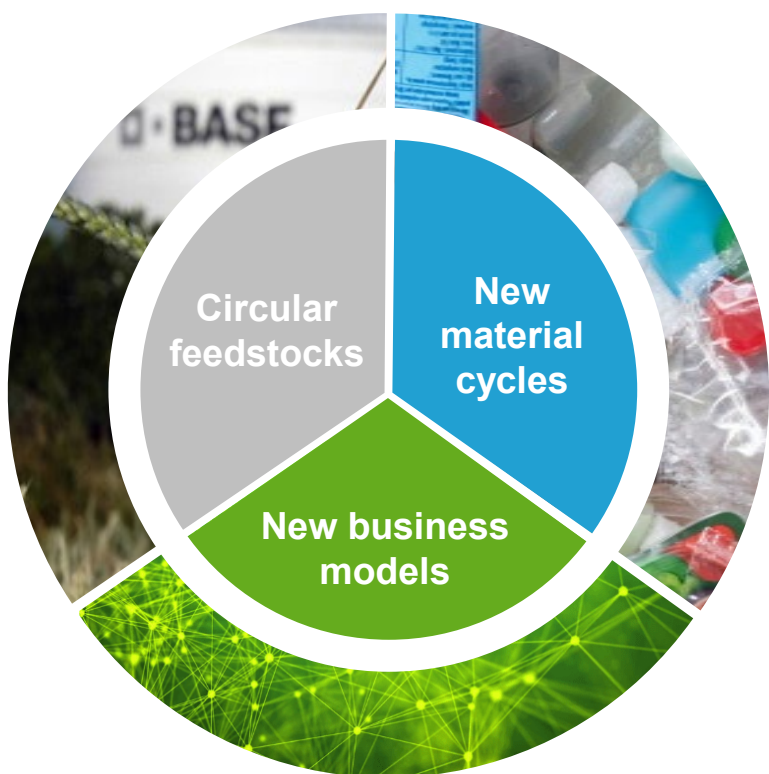 BASF
Circular
feedstocks
New
material
cycles
New business
models